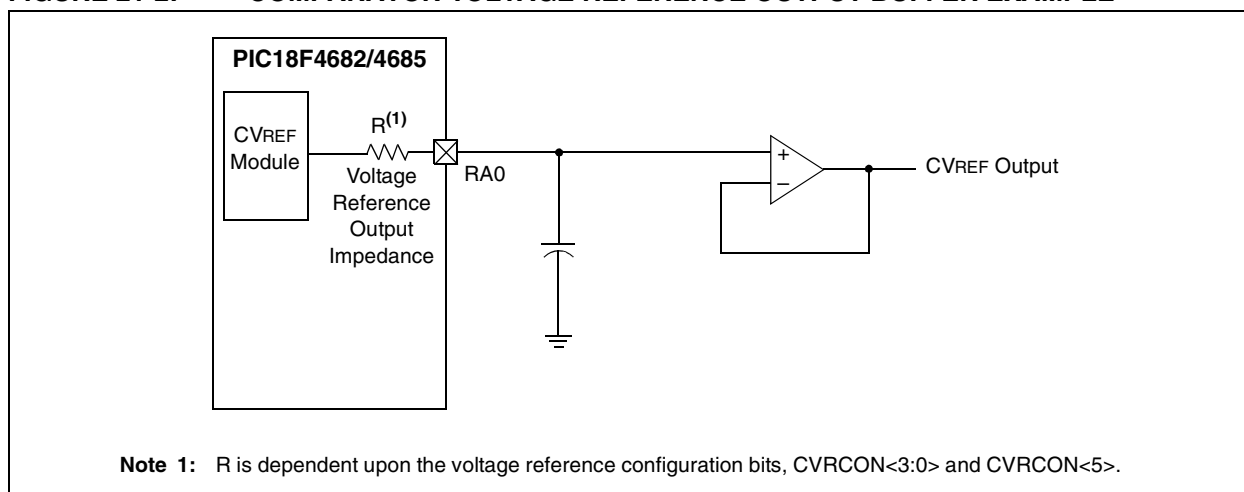 PIC18F4682/4685
CVREF
Module
R(1)
Voltage
Reference
Output
Impedance
RA0
+
–
CVREF Output
Note 1: R is dependent upon the voltage reference configuration bits, CVRCON<3:0> and CVRCON<5>.